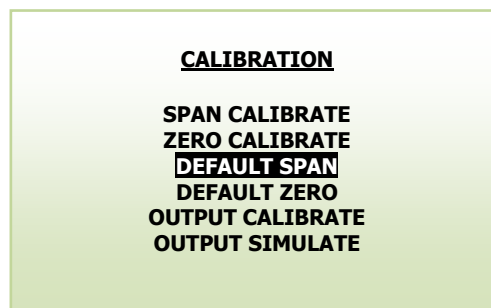 CALIBRATION
SPAN CALIBRATE
ZERO CALIBRATE
DEFAULT SPAN
DEFAULT ZERO
OUTPUT CALIBRATE
OUTPUT SIMULATE